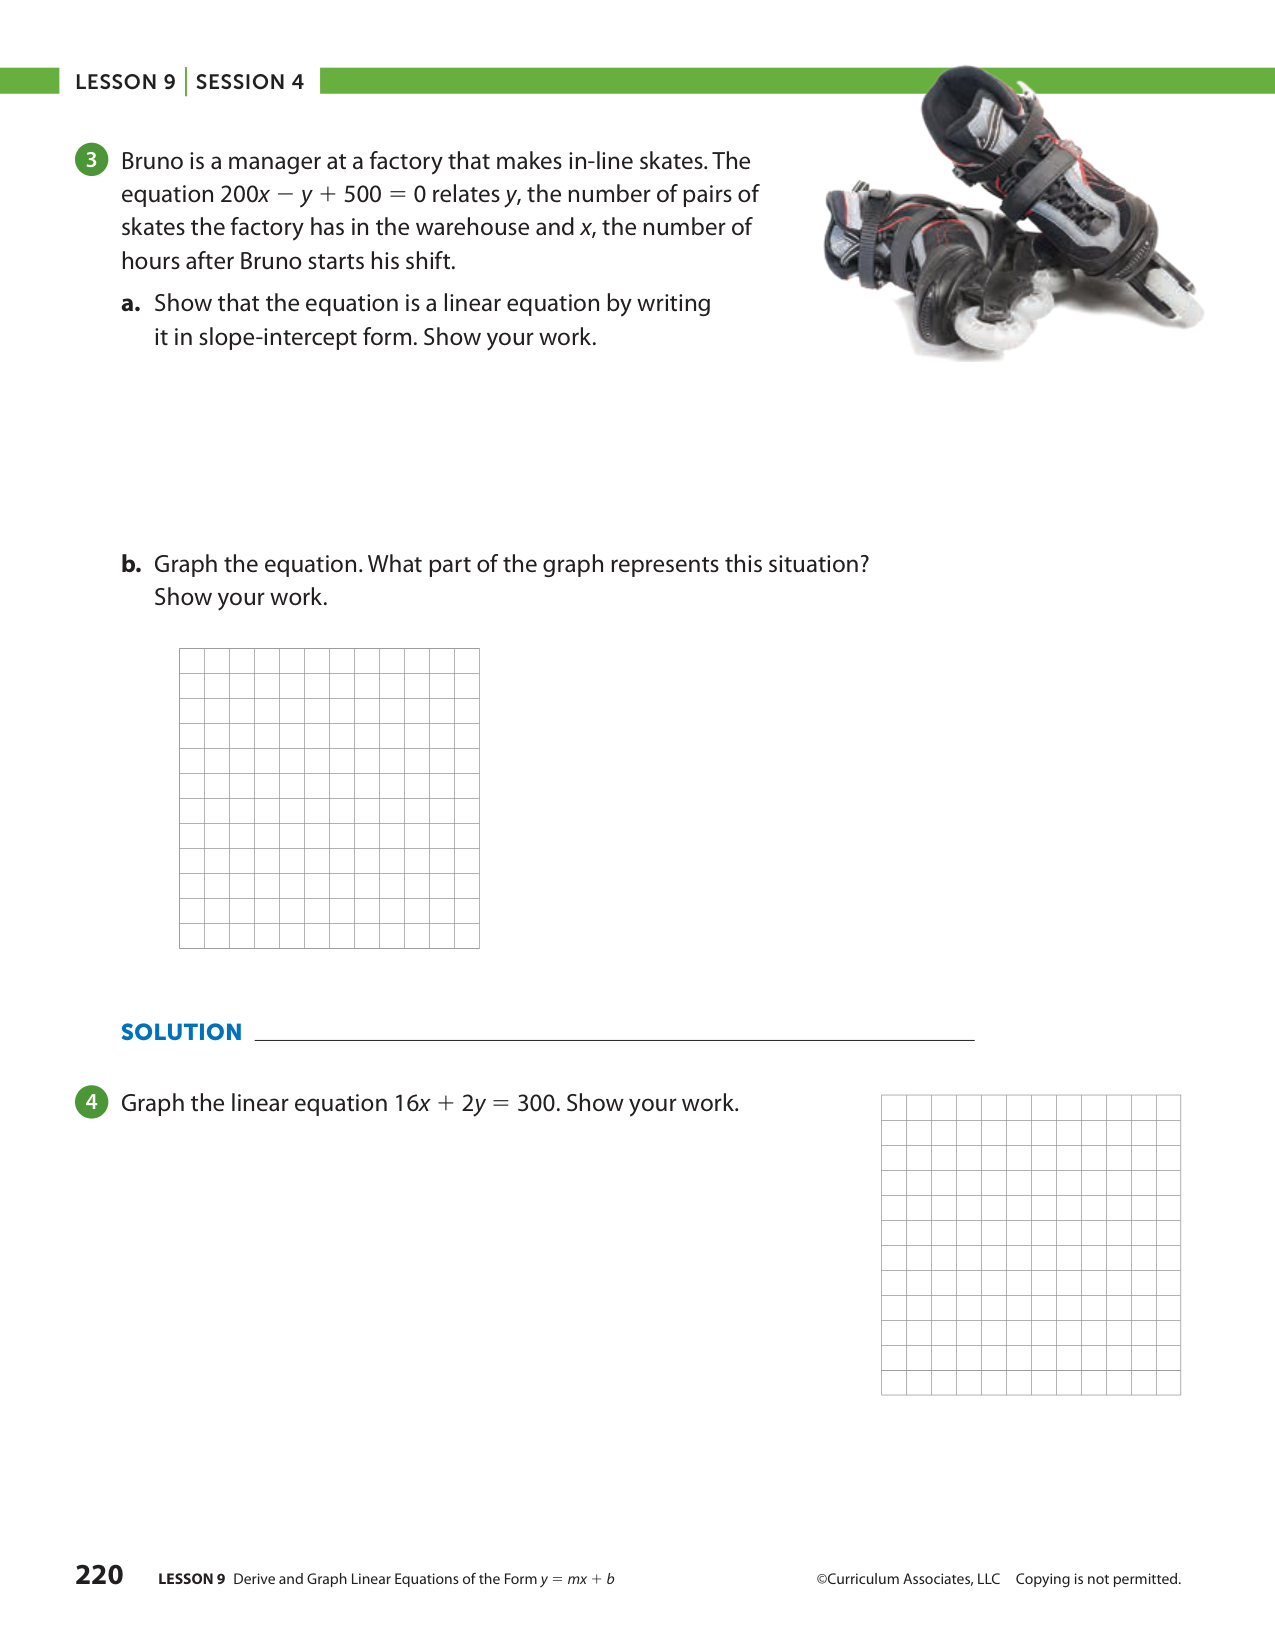 LESSON 9 | SESSION 4
3 Bruno is a manager at a factory that makes in-line skates. The
equation 200x − y + 500 = 0 relates y, the number of pairs of
skates the factory has in the warehouse and x, the number of
hours after Bruno starts his shift.
a. Show that the equation is a linear equation by writing
it in slope-intercept form. Show your work.
b. Graph the equation. What part of the graph represents this situation?
Show your work.
SOLUTION
4 Graph the linear equation 16x + 2y = 300. Show your work.
220 LESSON 9 Derive and Graph Linear Equations of the Form y = mx + b ©Curriculum Associates, LLC Copying is not permitted.